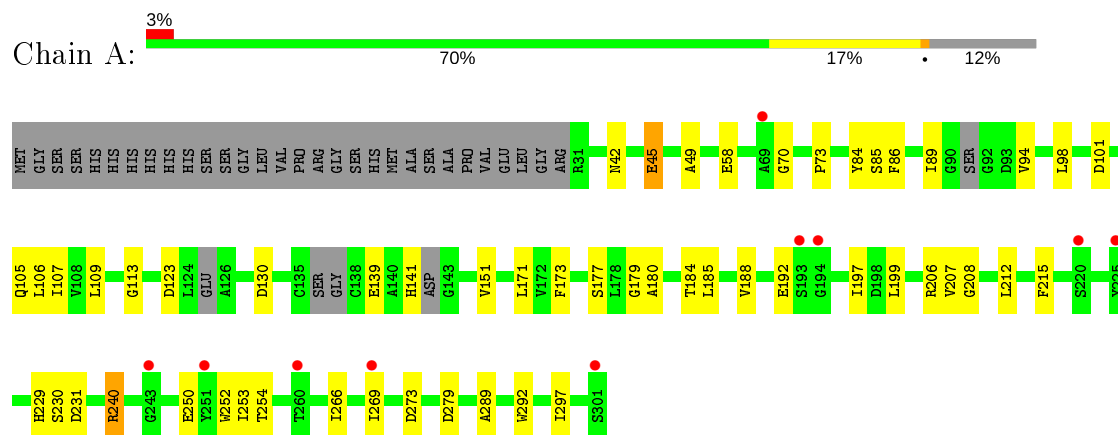 3%
Chain A:
70% 17% • 12%
MET GLY SER SER HIS HIS HIS HIS HIS HIS SER SER GLY LEU VAL PRO ARG GLY SER HIS MET ALA SER ALA PRO VAL GLU LEU GLY ARG R31 N42 E45 A49 E58 A69 G70 P73 Y84 S85 F86 I89 G90 SER G92 D93 V94 L98 D101
Q105 L106 I107 V108 L109 G113 D123 L124 GLU A126 D130 C135 SER GLY C138 E139 A140 H141 ASP G143 V151 L171 V172 F173 S177 L178 G179 A180 T184 L185 V188 E192 S193 G194 I197 D198 L199 R206 V207 G208 L212 F215 S220 Y225
H229 S230 D231 R240 G243 E250 Y251 W252 I253 T254 T260 I266 I269 D273 D279 A289 W292 I297 S301